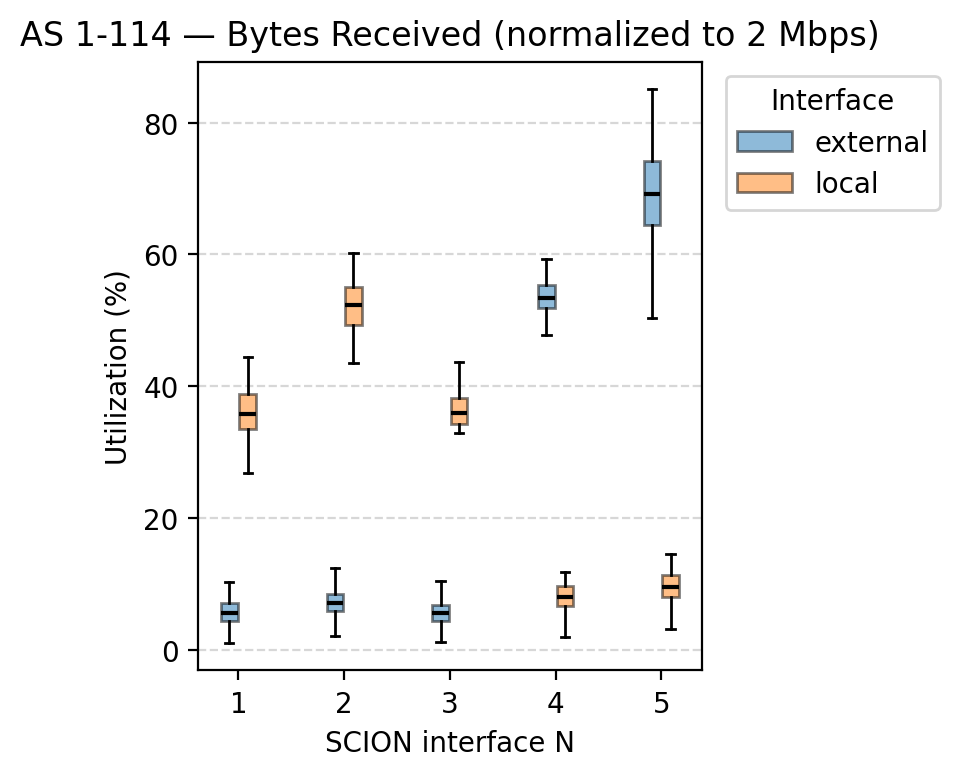 AS 1-114 — Bytes Received (normalized to 2 Mbps)
Interface
external
local
80
60
40
20
0
Utilization (%)
1 2 3 4 5
SCION interface N